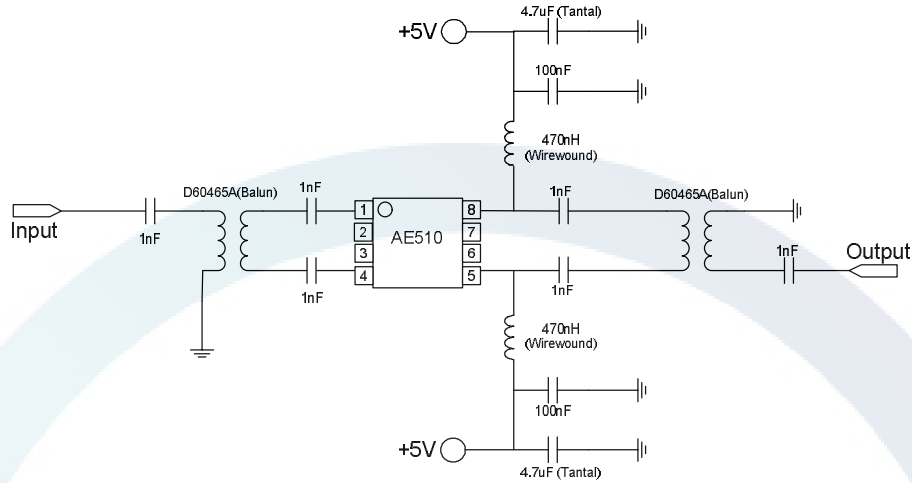 4.7uF (Tantal)
+5V
100nF
470nH
(Wirewound)
D60465A(Balun)
1nF
1nF
D60465A(Balun)
1
8
Input
1nF
2
7
AE510
1nF
Output
3
6
4
5
1nF
1nF
470nH
(Wirewound)
100nF
+5V
4.7uF (Tantal)